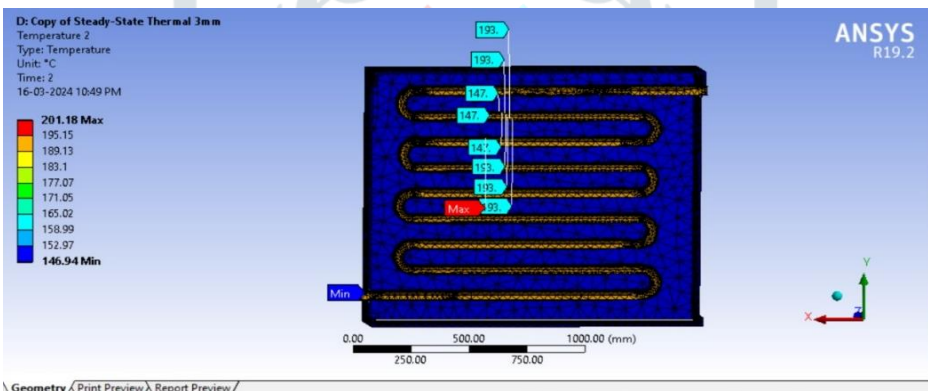 D: Copy of Steady-State Thermal 3mm
Temperature 2
Type: Temperature
Unit: °C
Time: 2
16-03-2024 10:49 PM
201.18 Max
195.15
189.13
183.1
177.07
171.05
165.02
158.99
152.97
146.94 Min
ANSYS
R19.2
193.
193.
147.
147.
147.
193.
193.
Max
193.
Min
Y
X
Z
0.00
500.00
1000.00 (mm)
250.00
750.00
Geometry / Print Preview \ Report Preview /